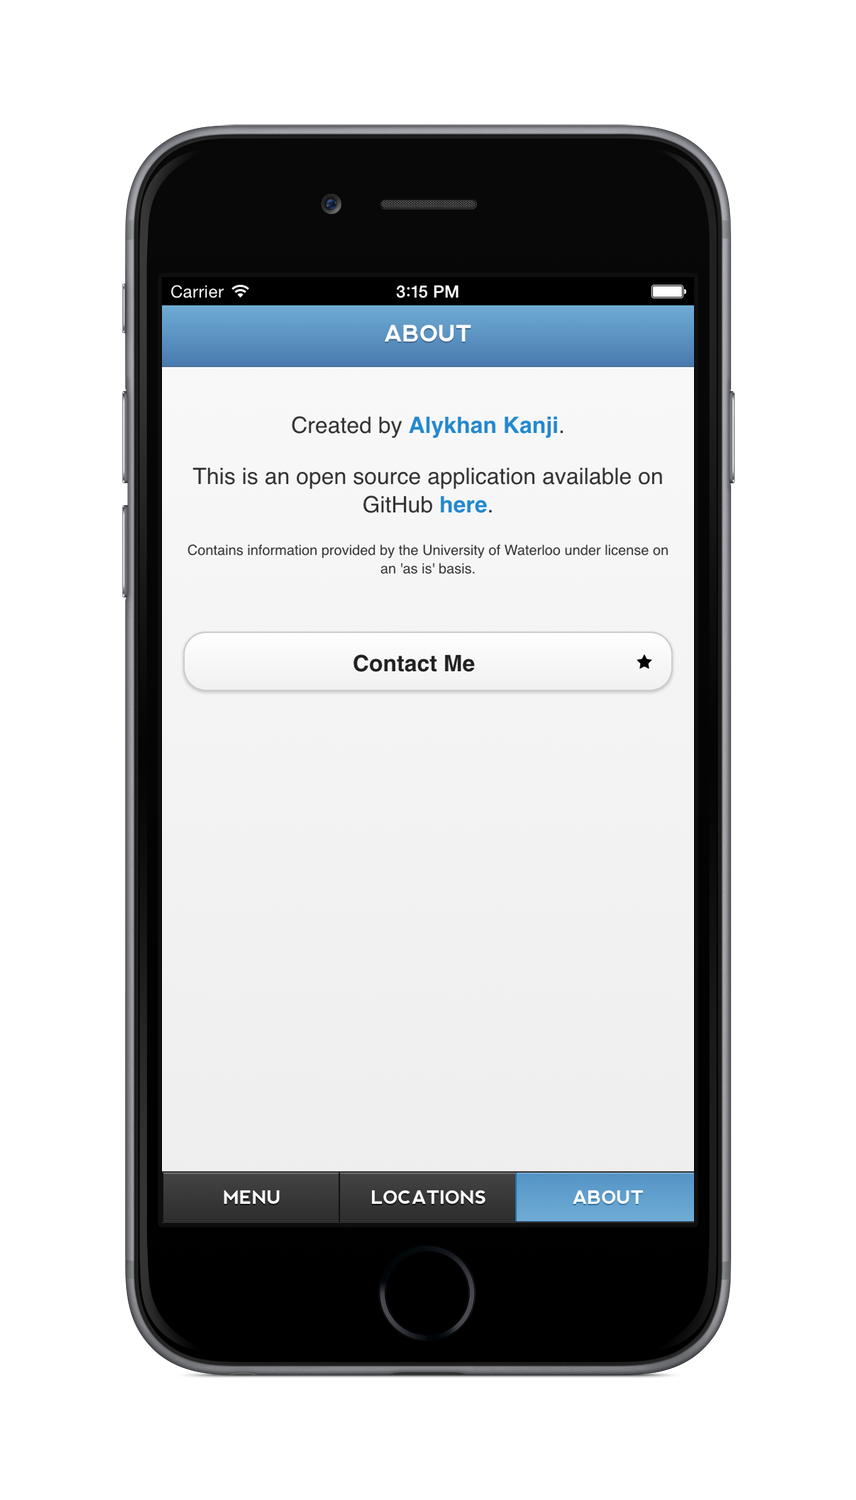 Carrier 3:15 PM
ABOUT
Created by Alykhan Kanji.
This is an open source application available on
GitHub here.
Contains information provided by the University of Waterloo under license on
an 'as is' basis.
Contact Me
MENU LOCATIONS ABOUT